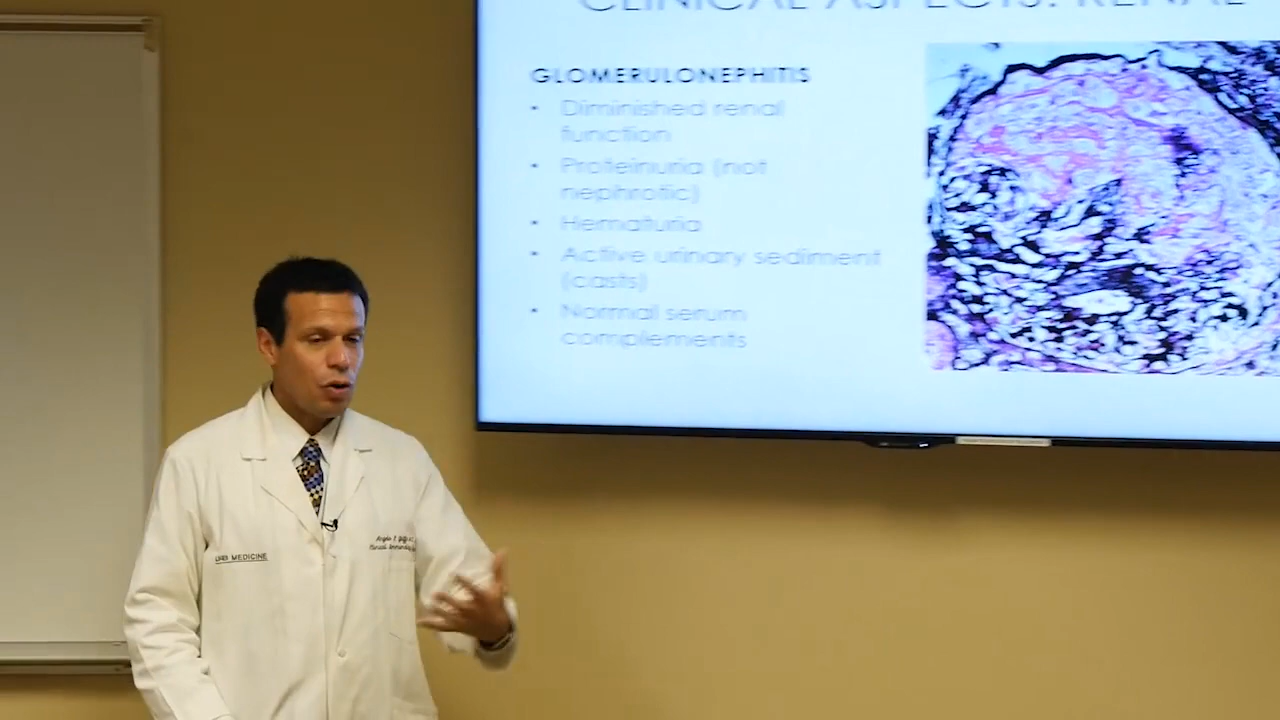 CLINICAL ASPECTS: RENAL
GLOMERULONEPHITIS
• Diminished renal
function
• Proteinuria (not
nephrotic)
• Hematuria
• Active urinary sediment
(casts)
• Normal serum
complements
UAB MEDICINE